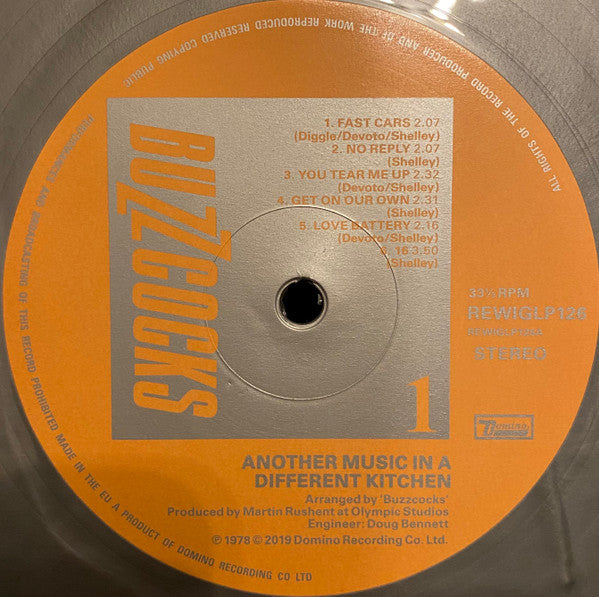 BUZZCOCKS
1. FAST CARS 2.07
(Diggle/Devoto/Shelley)
2. NO REPLY 2.07
(Shelley)
3. YOU TEAR ME UP 2.32
(Devoto/Shelley)
4. GET ON OUR OWN 2.31
(Shelley)
5. LOVE BATTERY 2.16
(Devoto/Shelley)
6. 16 3.50
(Shelley)
33⅓ RPM
REWIGLP126
STEREO
1
Domino
ANOTHER MUSIC IN A
DIFFERENT KITCHEN
Arranged by 'Buzzcocks'
Produced by Martin Rushent at Olympic Studios
Engineer: Doug Bennett
℗ 1978 © 2019 Domino Recording Co. Ltd.
ALL RIGHTS OF THE RECORD PRODUCER AND OF THE WORK REPRODUCED RESERVED COPYING PUBLIC
PERFORMANCE AND BROADCASTING OF THIS RECORD PROHIBITED MADE IN THE EU A PRODUCT OF DOMINO RECORDING CO LTD